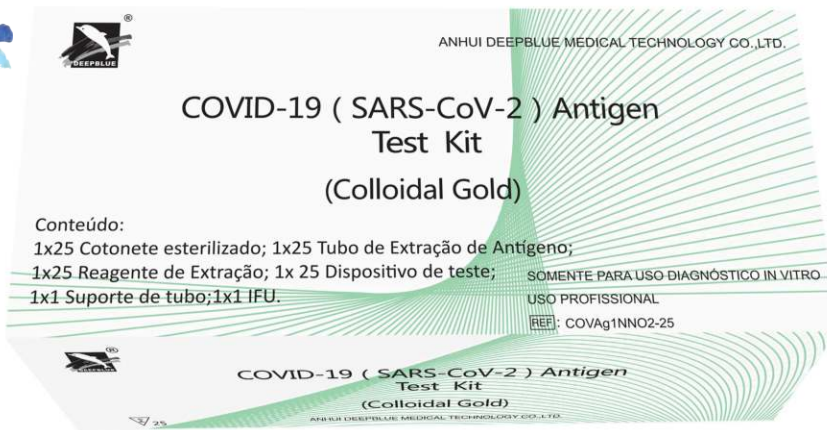 ®
DEEPBLUE
ANHUI DEEPBLUE MEDICAL TECHNOLOGY CO.,LTD.
COVID-19 ( SARS-CoV-2 ) Antigen
Test Kit
(Colloidal Gold)
Conteúdo:
1x25 Cotonete esterilizado; 1x25 Tubo de Extração de Antígeno;
1x25 Reagente de Extração; 1x 25 Dispositivo de teste;
1x1 Suporte de tubo;1x1 IFU.
SOMENTE PARA USO DIAGNÓSTICO IN VITRO
USO PROFISSIONAL
REF: COVAg1NNO2-25
®
DEEPBLUE
COVID-19 ( SARS-CoV-2 ) Antigen
Test Kit
(Colloidal Gold)
25
ANHUI DEEPBLUE MEDICAL TECHNOLOGY CO.,LTD.